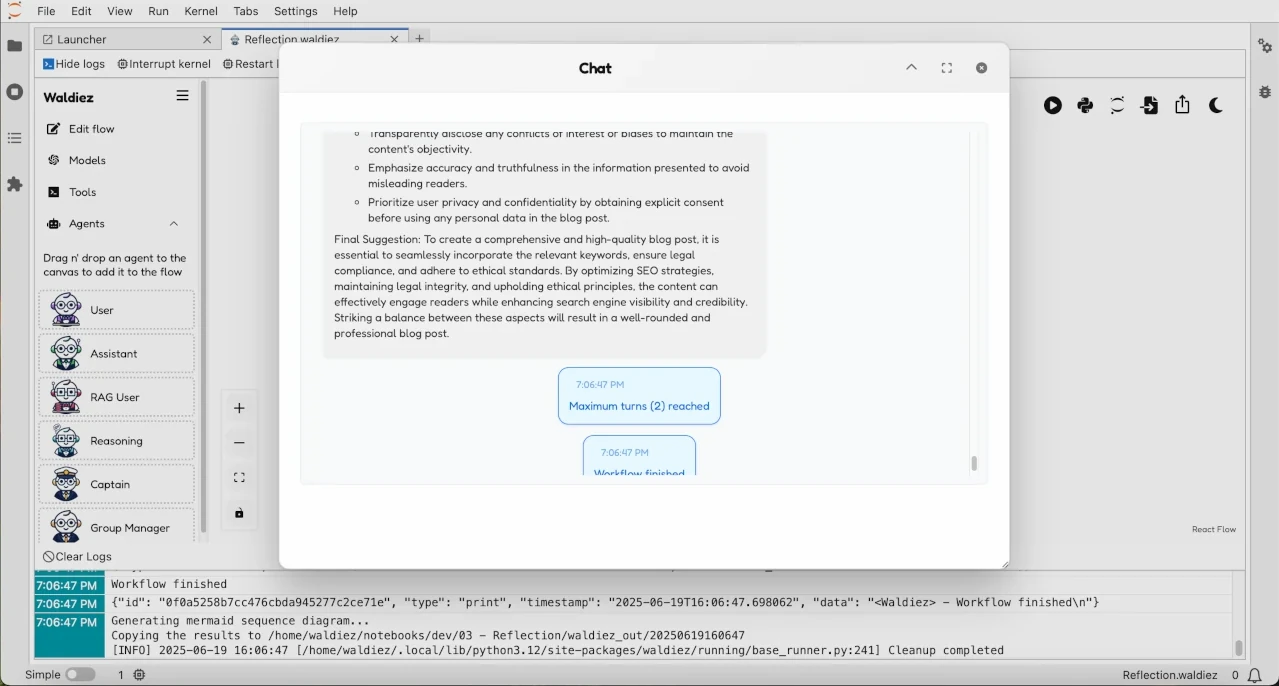 File Edit View Run Kernel Tabs Settings Help
Launcher
Reflection.waldiez
Hide logs Interrupt kernel Restart
Waldiez
Edit flow
Models
Tools
Agents
Drag n' drop an agent to the
canvas to add it to the flow
User
Assistant
RAG User
Reasoning
Captain
Group Manager
Chat
Transparently disclose any conflicts of interest or biases to maintain the
content's objectivity.
Emphasize accuracy and truthfulness in the information presented to avoid
misleading readers.
Prioritize user privacy and confidentiality by obtaining explicit consent
before using any personal data in the blog post.
Final Suggestion: To create a comprehensive and high-quality blog post, it is
essential to seamlessly incorporate the relevant keywords, ensure legal
compliance, and adhere to ethical standards. By optimizing SEO strategies,
maintaining legal integrity, and upholding ethical principles, the content can
effectively engage readers while enhancing search engine visibility and credibility.
Striking a balance between these aspects will result in a well-rounded and
professional blog post.
7:06:47 PM
Maximum turns (2) reached
7:06:47 PM
Workflow finished
React Flow
Clear Logs
7:06:47 PM Workflow finished
7:06:47 PM {"id": "0f0a5258b7cc476cbda945277c2ce71e", "type": "print", "timestamp": "2025-06-19T16:06:47.698062", "data": "<Waldiez> - Workflow finished\n"}
7:06:47 PM Generating mermaid sequence diagram...
Copying the results to /home/waldiez/notebooks/dev/03 - Reflection/waldiez_out/20250619160647
[INFO] 2025-06-19 16:06:47 [/home/waldiez/.local/lib/python3.12/site-packages/waldiez/running/base_runner.py:241] Cleanup completed
Simple 1 Reflection.waldiez 0